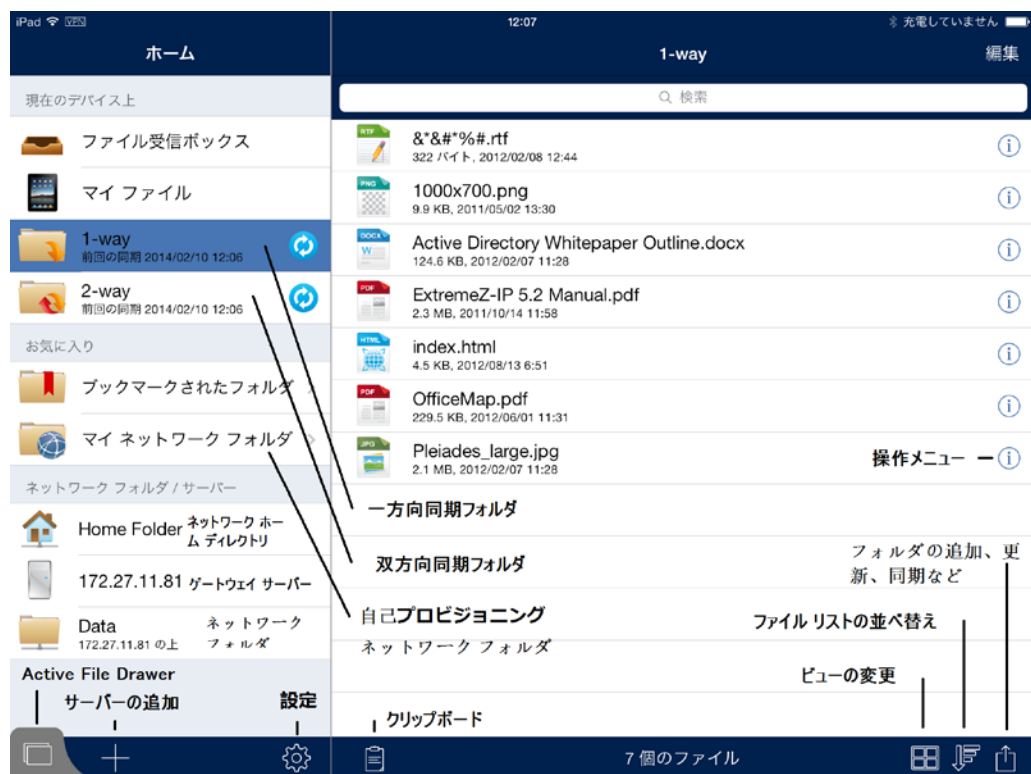 iPad VPN 12:07 充電していません
ホーム
1-way 編集
現在のデバイス上
ファイル受信ボックス
マイ ファイル
1-way
前回の同期 2014/02/10 12:06
2-way
前回の同期 2014/02/10 12:06
お気に入り
ブックマークされたフォルダ
マイ ネットワーク フォルダ
ネットワーク フォルダ / サーバー
Home Folder ネットワーク ホー
ム ディレクトリ
172.27.11.81 ゲートウェイ サーバー
Data ネットワーク
172.27.11.81 の上 フォルダ
Active File Drawer
サーバーの追加 設定
検索
RTF
&*&#*%#.rtf
322 バイト, 2012/02/08 12:44
PNG
1000x700.png
9.9 KB, 2011/05/02 13:30
DOCX
W
Active Directory Whitepaper Outline.docx
124.6 KB, 2012/02/07 11:28
PDF
ExtremeZ-IP 5.2 Manual.pdf
2.3 MB, 2011/10/14 11:58
HTML
index.html
4.5 KB, 2012/08/13 6:51
PDF
OfficeMap.pdf
229.5 KB, 2012/06/01 11:31
JPG
Pleiades_large.jpg
2.1 MB, 2012/02/07 11:28
操作メニュー
一方向同期フォルダ
双方向同期フォルダ
フォルダの追加、更
新、同期など
自己プロビジョニング
ネットワーク フォルダ
ファイル リストの並べ替え
ビューの変更
クリップボード
7 個のファイル